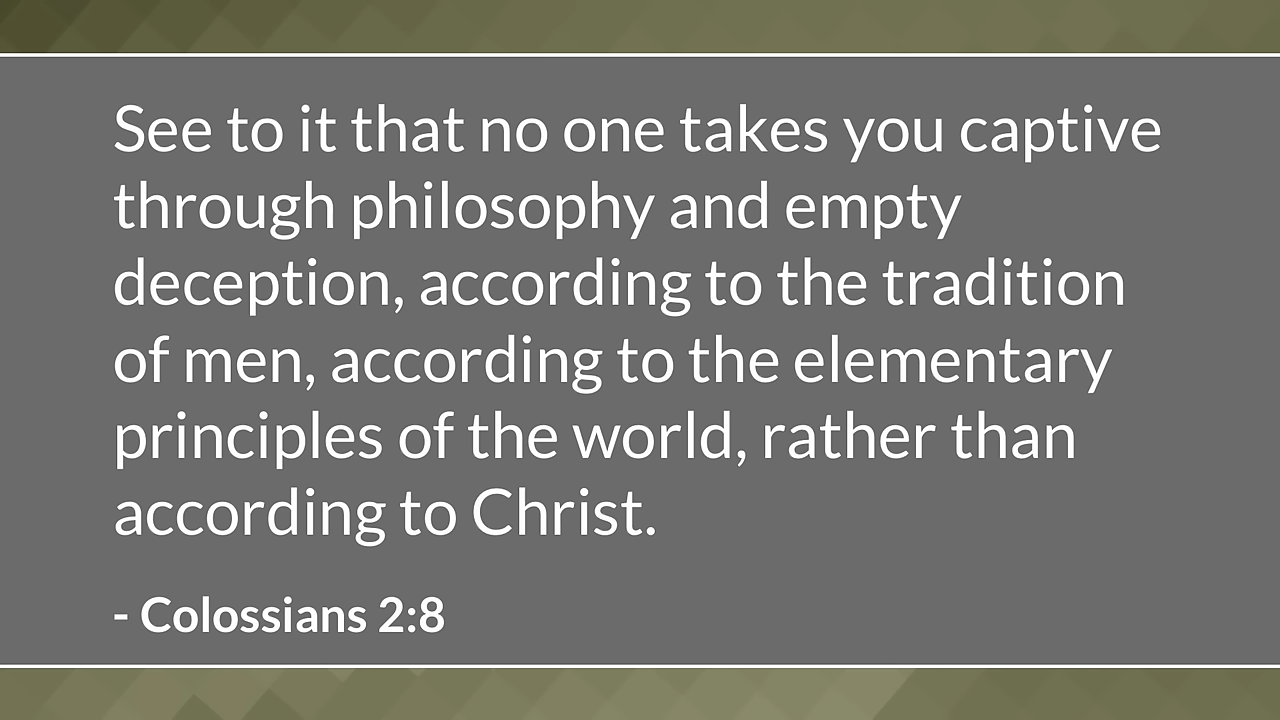 See to it that no one takes you captive
through philosophy and empty
deception, according to the tradition
of men, according to the elementary
principles of the world, rather than
according to Christ.
- Colossians 2:8